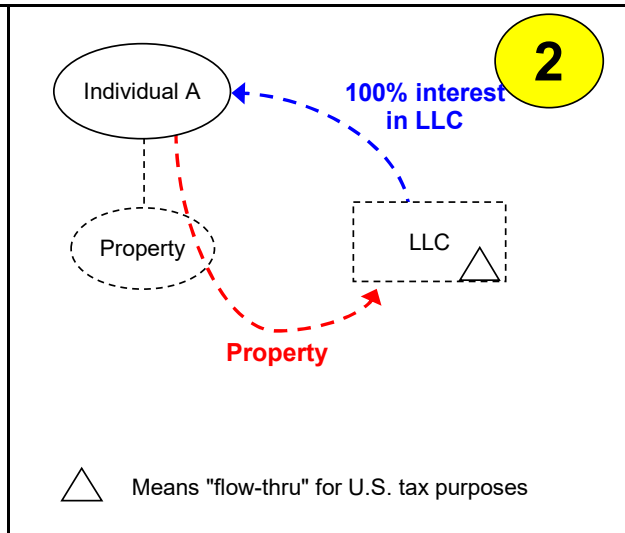 2
Individual A
100% interest
in LLC
Property
LLC
Property
Means "flow-thru" for U.S. tax purposes